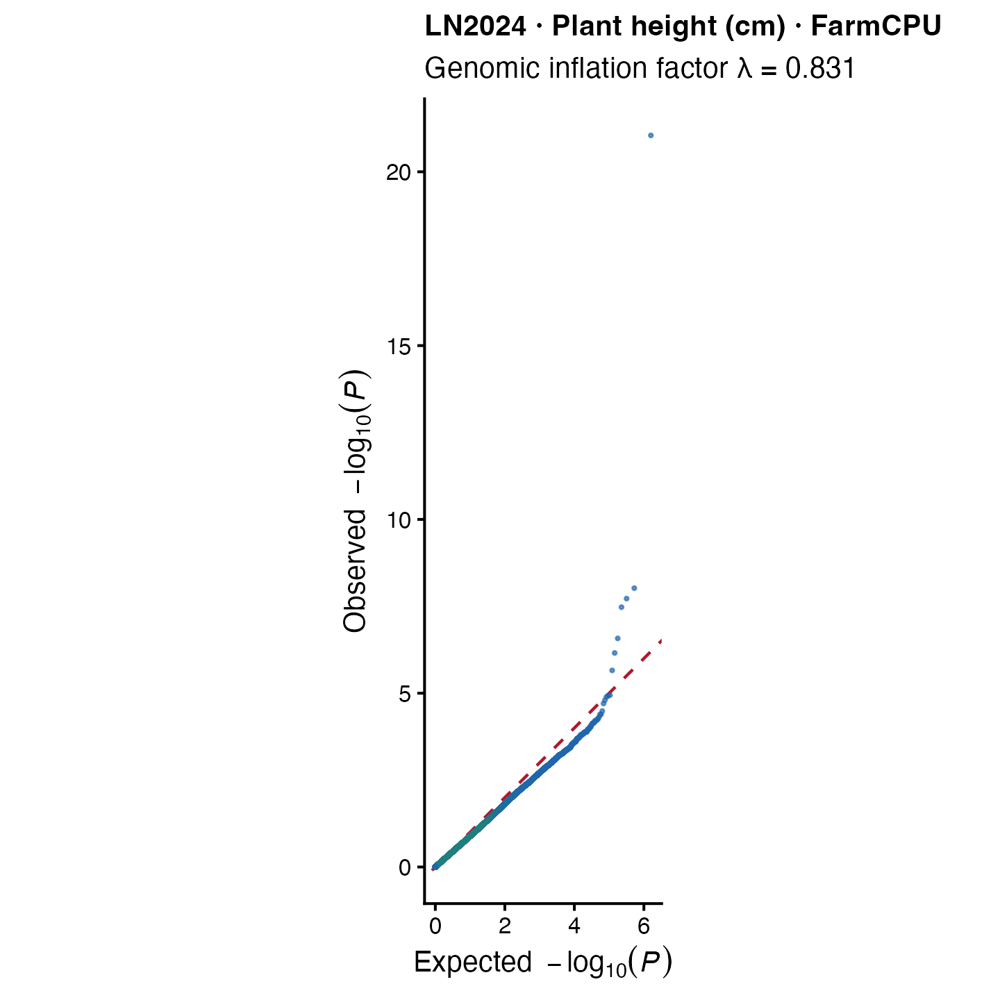 LN2024 · Plant height (cm) · FarmCPU
Genomic inflation factor λ = 0.831
20
15
10
5
0
Observed −log₁₀(P)
0 2 4 6
Expected −log₁₀(P)